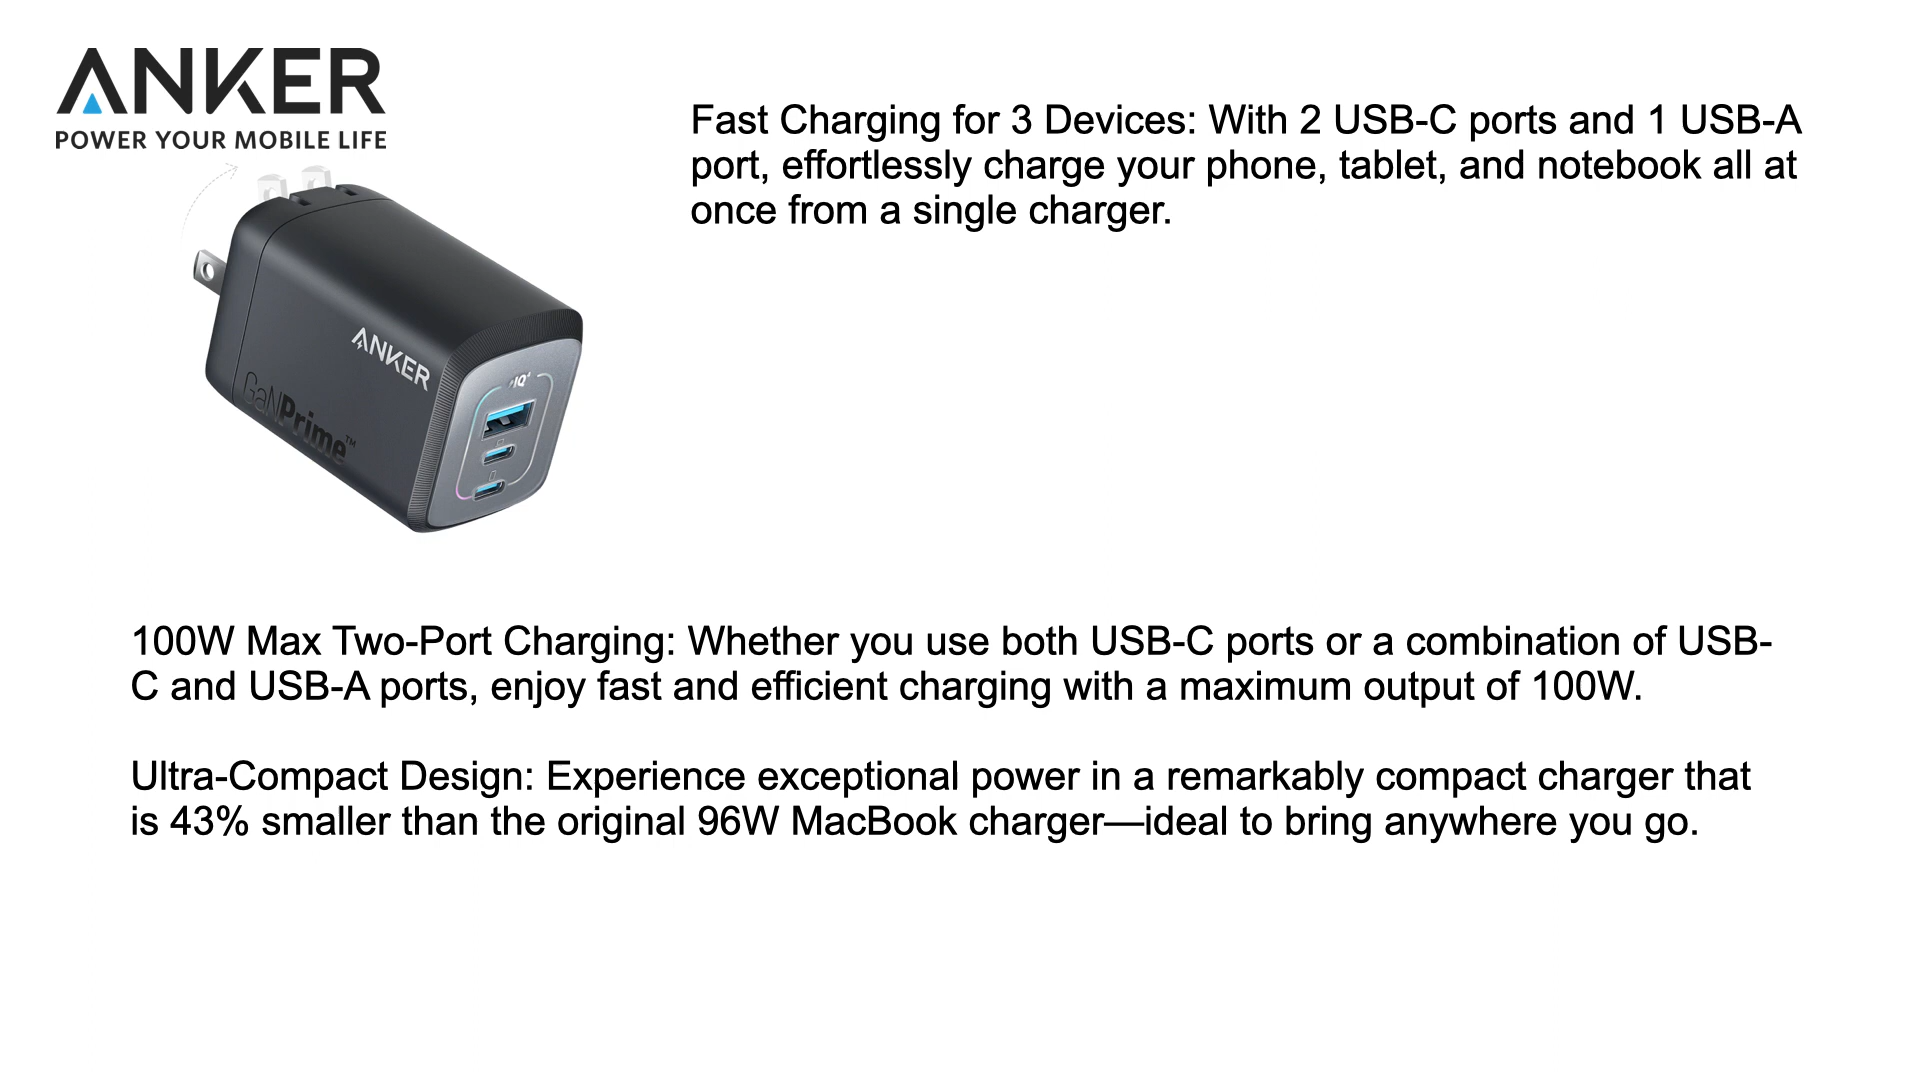 ANKER
POWER YOUR MOBILE LIFE
Fast Charging for 3 Devices: With 2 USB-C ports and 1 USB-A
port, effortlessly charge your phone, tablet, and notebook all at
once from a single charger.
ANKER
IQ⁴
GaNPrime™
100W Max Two-Port Charging: Whether you use both USB-C ports or a combination of USB-
C and USB-A ports, enjoy fast and efficient charging with a maximum output of 100W.
Ultra-Compact Design: Experience exceptional power in a remarkably compact charger that
is 43% smaller than the original 96W MacBook charger—ideal to bring anywhere you go.